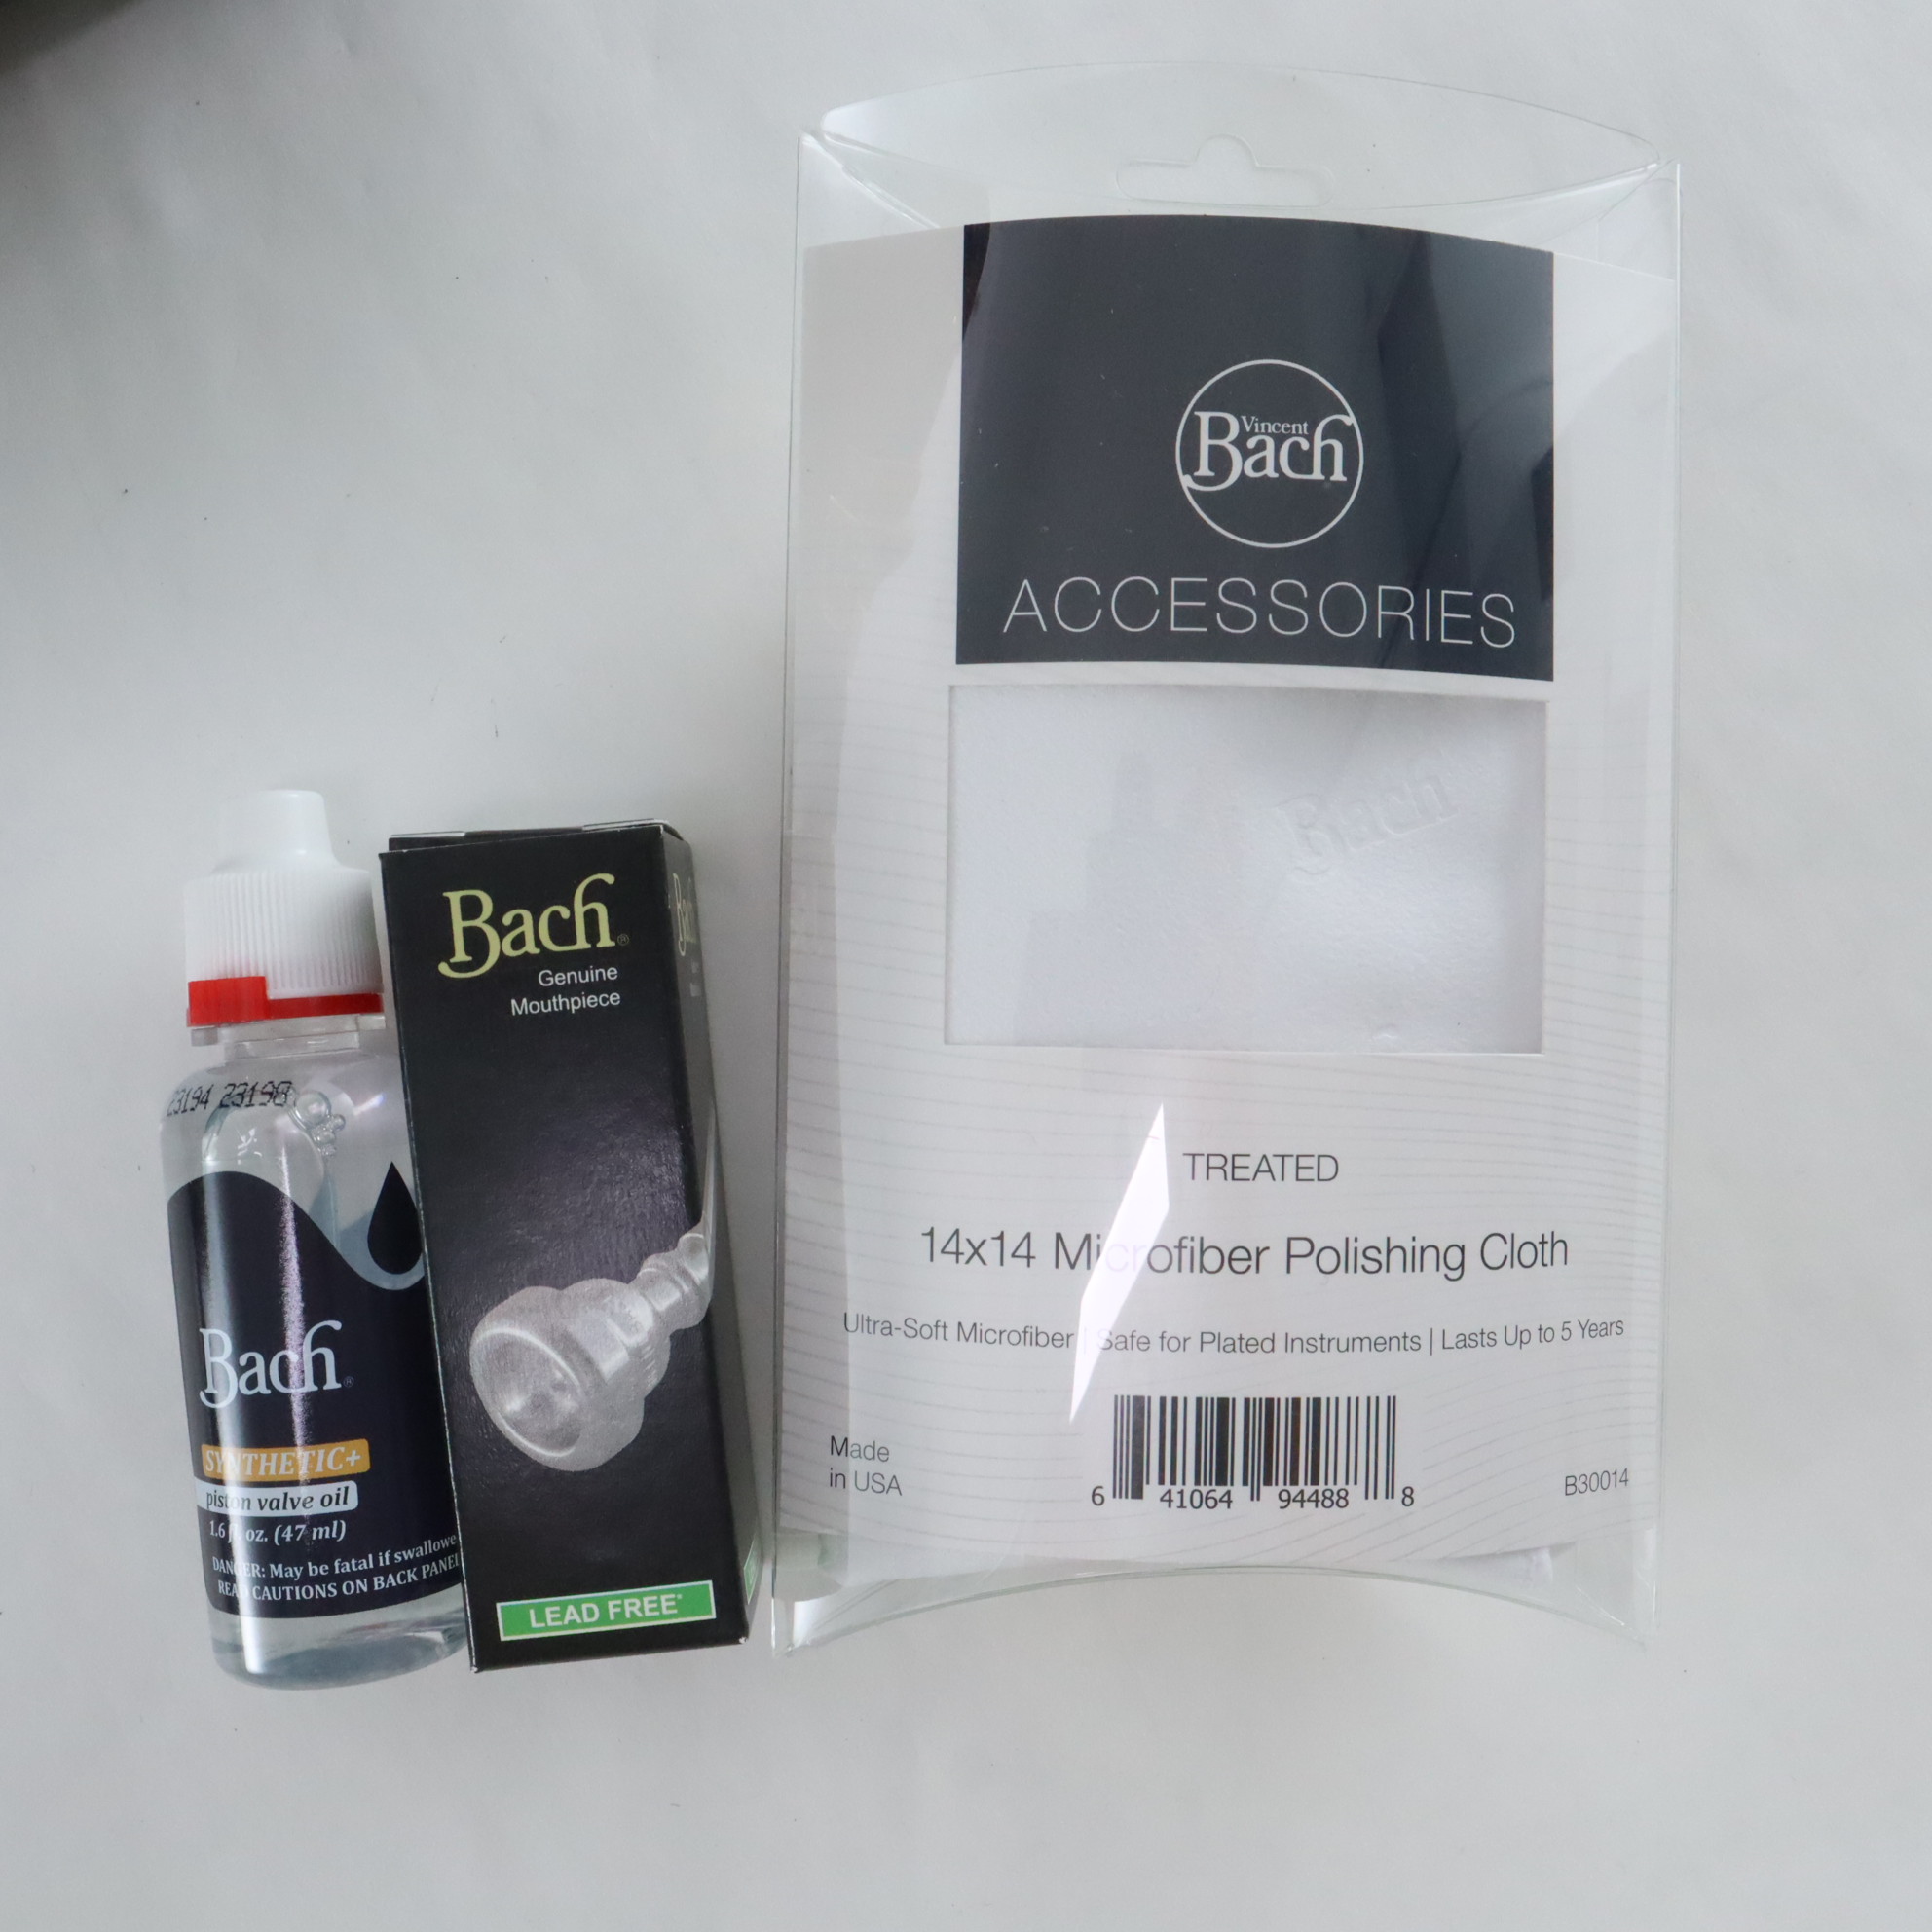 Vincent
Bach
ACCESSORIES
Bach
TREATED
14x14 Microfiber Polishing Cloth
Ultra-Soft Microfiber | Safe for Plated Instruments | Lasts Up to 5 Years
Made
in USA
6 41064 94488 8
B30014
Bach®
Genuine
Mouthpiece
LEAD FREE*
23194 23198
Bach®
SYNTHETIC+
piston valve oil
1.6 fl. oz. (47 ml)
DANGER: May be fatal if swallowe
READ CAUTIONS ON BACK PANEL